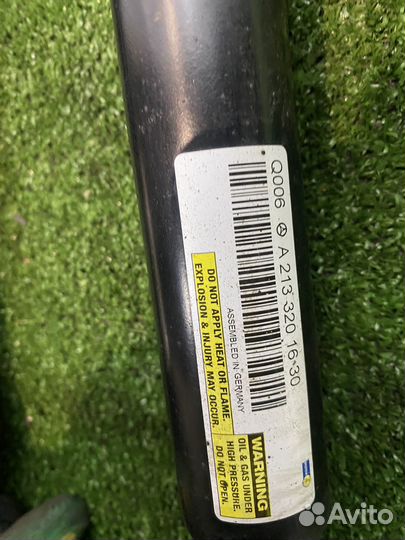 Q006 A 213 320 16 30
ASSEMBLED IN GERMANY
DO NOT APPLY HEAT OR FLAME.
EXPLOSION & INJURY MAY OCCUR.
WARNING
OIL & GAS UNDER
HIGH PRESSURE.
DO NOT OPEN.
Avito